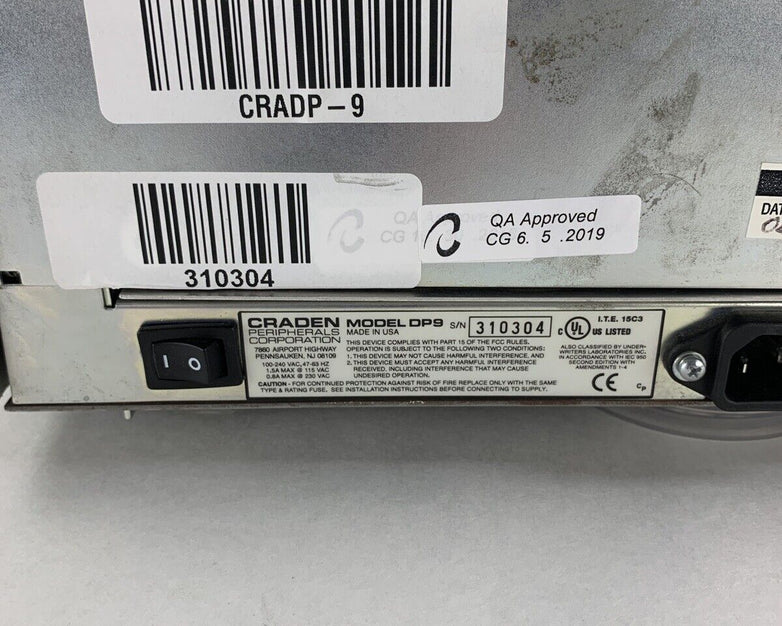 CRADP-9
310304
QA Approved
CG 6. 5 .2019
QA
CG 1
DAT
CRADEN
PERIPHERALS
CORPORATION
7860 AIRPORT HIGHWAY
PENNSAUKEN, NJ 08109
100-240 VAC, 47-63 HZ
1.5A MAX @ 115 VAC
0.8A MAX @ 230 VAC
MODEL DP9 S/N 310304
MADE IN USA
THIS DEVICE COMPLIES WITH PART 15 OF THE FCC RULES.
OPERATION IS SUBJECT TO THE FOLLOWING TWO CONDITIONS:
1. THIS DEVICE MAY NOT CAUSE HARMFUL INTERFERENCE, AND
2. THIS DEVICE MUST ACCEPT ANY HARMFUL INTERFERENCE
RECEIVED, INCLUDING INTERFERENCE THAT MAY CAUSE
UNDESIRED OPERATION.
I.T.E. 15C3
C UL US LISTED
ALSO CLASSIFIED BY UNDER-
WRITERS LABORATORIES INC.
IN ACCORDANCE WITH IEC 950
SECOND EDITION WITH
AMENDMENTS 1-4
CE
CAUTION - FOR CONTINUED PROTECTION AGAINST RISK OF FIRE REPLACE ONLY WITH THE SAME
TYPE & RATING FUSE. SEE INSTALLATION INSTRUCTIONS BEFORE CONNECTING TO SUPPLY.